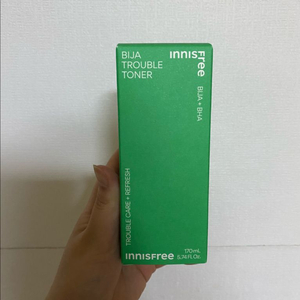 BIJA
TROUBLE
TONER
INNISFree
BIJA + BHA
TROUBLE CARE + REFRESH
170mL
5.74 FL.Oz.
INNISFree